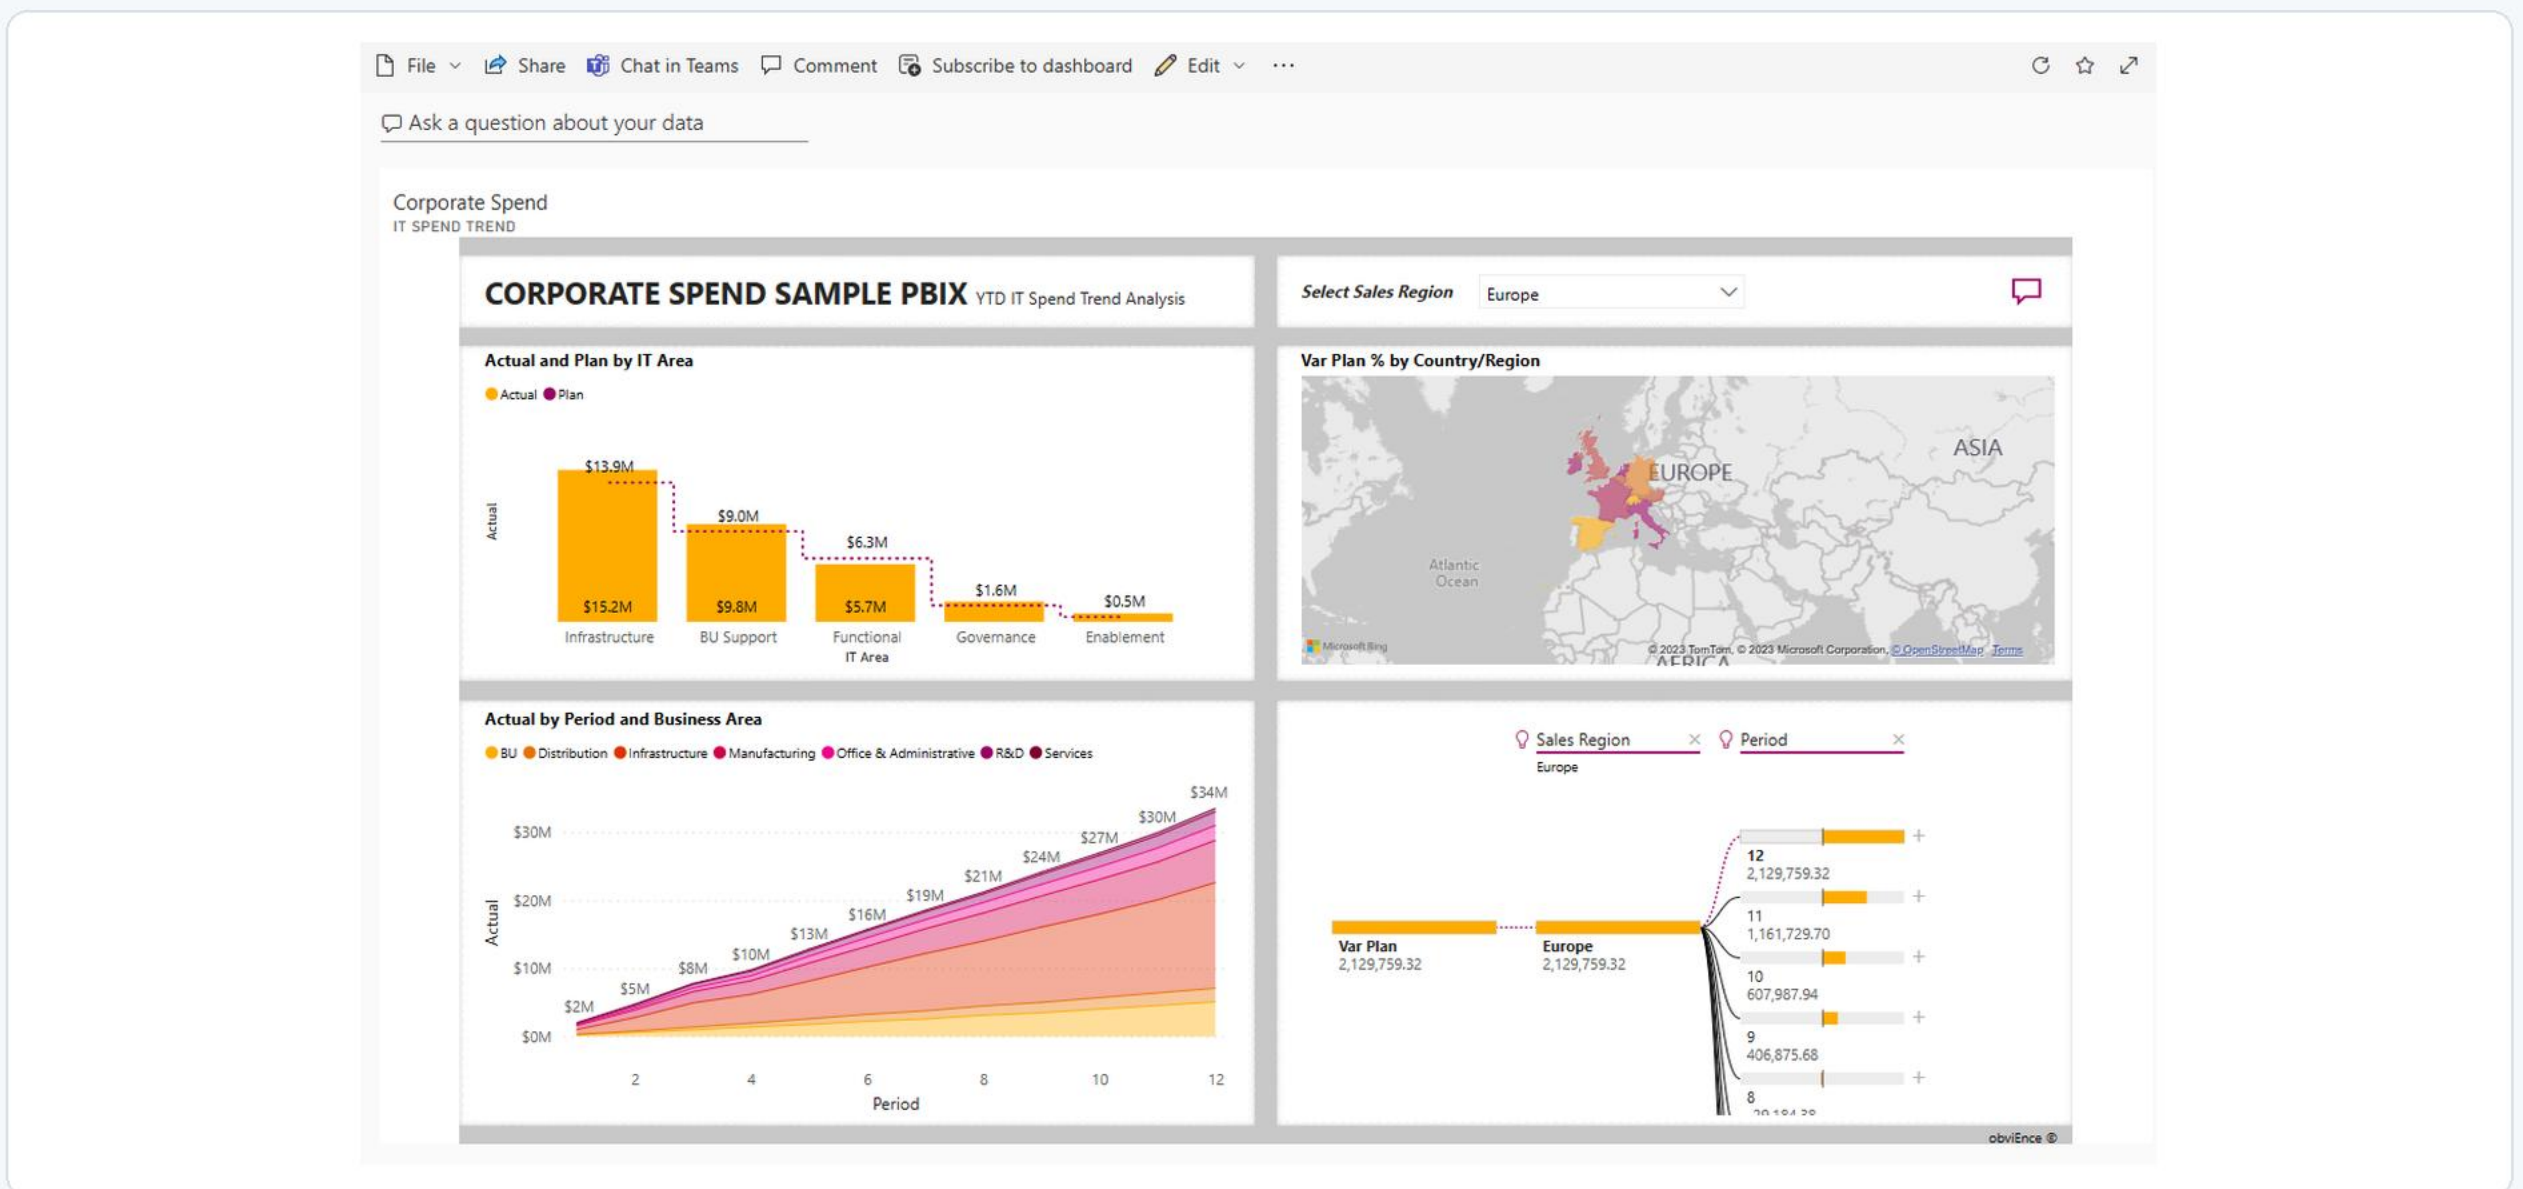 File Share Chat in Teams Comment Subscribe to dashboard Edit ...
Ask a question about your data
Corporate Spend
IT SPEND TREND
CORPORATE SPEND SAMPLE PBIX YTD IT Spend Trend Analysis
Select Sales Region Europe
Actual and Plan by IT Area
Actual Plan
$13.9M
$9.0M
$6.3M
$1.6M
$0.5M
Actual
$15.2M $9.8M $5.7M
Infrastructure BU Support Functional Governance Enablement
IT Area
Var Plan % by Country/Region
ASIA
EUROPE
Atlantic
Ocean
Microsoft Bing
© 2023 TomTom, © 2023 Microsoft Corporation, © OpenStreetMap Terms
AFRICA
Actual by Period and Business Area
BU Distribution Infrastructure Manufacturing Office & Administrative R&D Services
$34M
$30M
$27M
$24M
$21M
$19M
$16M
$13M
$10M
$8M
$5M
$2M
$30M
$20M
$10M
$0M
Actual
2 4 6 8 10 12
Period
Sales Region Period
Europe
Var Plan
2,129,759.32
Europe
2,129,759.32
12
2,129,759.32
11
1,161,729.70
10
607,987.94
9
406,875.68
8
obviEnce ©